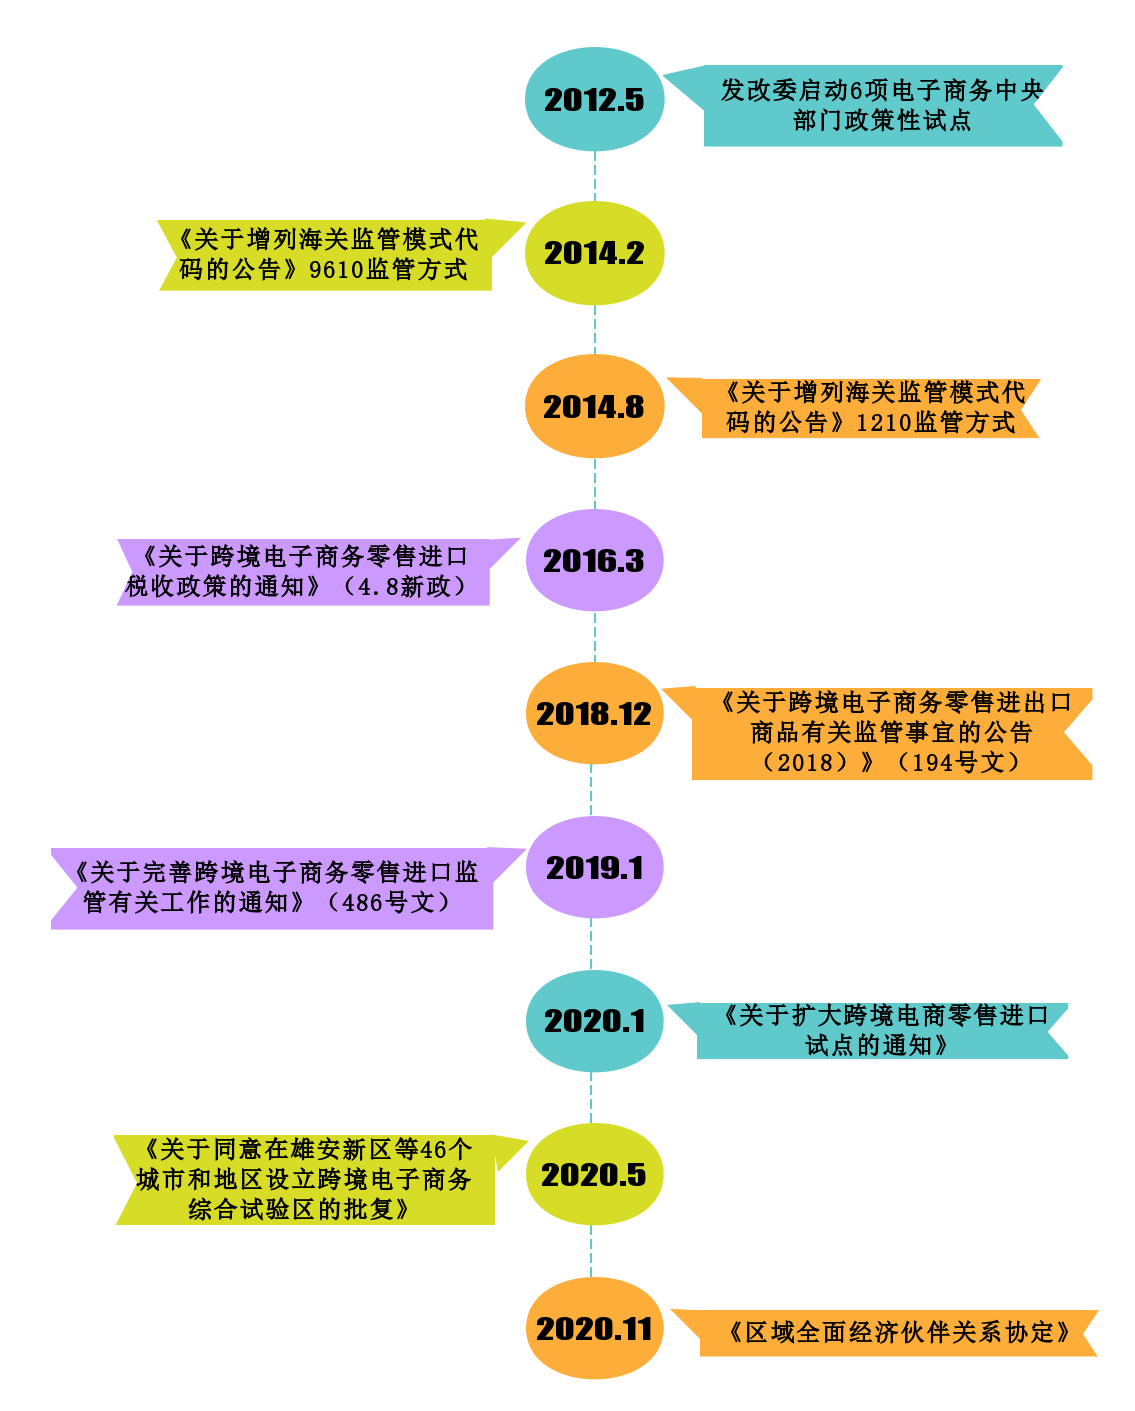 2012.5
发改委启动6项电子商务中央
部门政策性试点
2014.2
《关于增列海关监管模式代
码的公告》9610监管方式
2014.8
《关于增列海关监管模式代
码的公告》1210监管方式
2016.3
《关于跨境电子商务零售进口
税收政策的通知》（4.8新政）
2018.12
《关于跨境电子商务零售进出口
商品有关监管事宜的公告
（2018）》（194号文）
2019.1
《关于完善跨境电子商务零售进口监
管有关工作的通知》（486号文）
2020.1
《关于扩大跨境电商零售进口
试点的通知》
2020.5
《关于同意在雄安新区等46个
城市和地区设立跨境电子商务
综合试验区的批复》
2020.11
《区域全面经济伙伴关系协定》